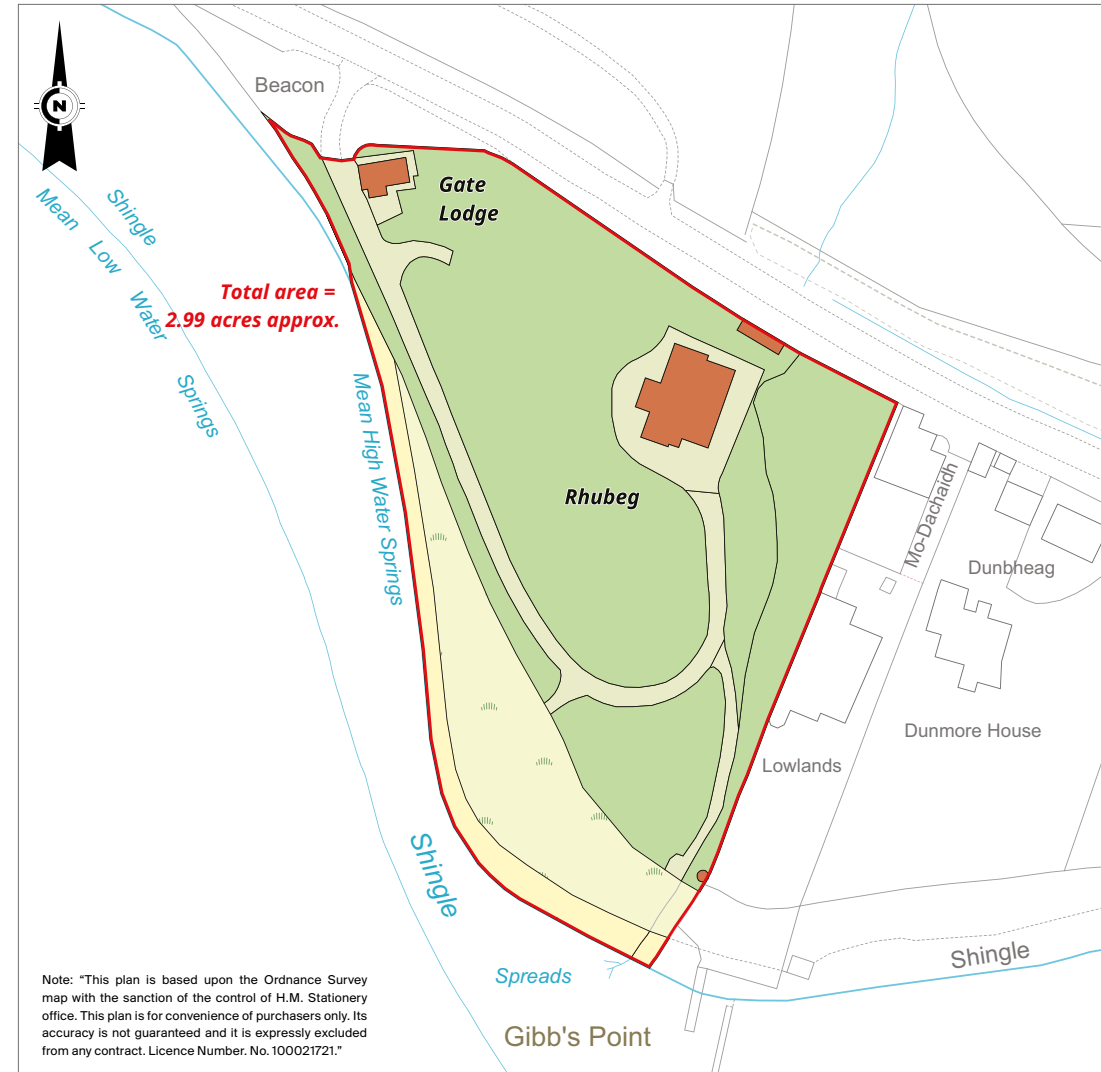 N
Beacon
Gate
Lodge
Shingle
Mean Low Water Springs
Total area =
2.99 acres approx.
Mean High Water Springs
Rhubeg
Mo-Dachaidh
Dunbheag
Dunmore House
Lowlands
Shingle
Shingle
Spreads
Gibb's Point
Note: “This plan is based upon the Ordnance Survey
map with the sanction of the control of H.M. Stationery
office. This plan is for convenience of purchasers only. Its
accuracy is not guaranteed and it is expressly excluded
from any contract. Licence Number. No. 100021721.”